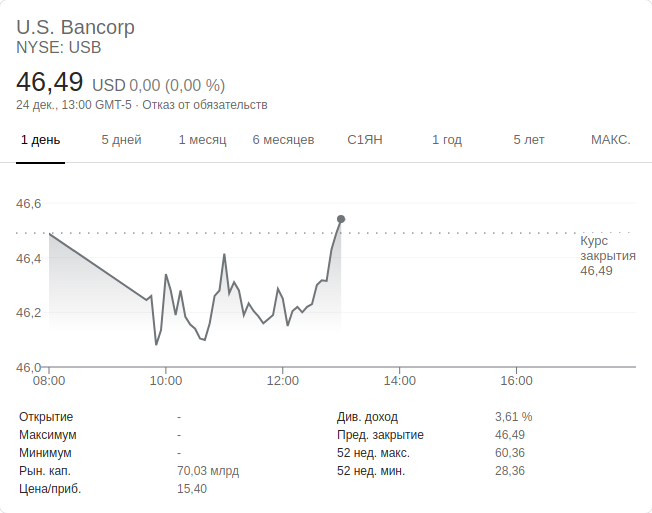 U.S. Bancorp
NYSE: USB
46,49 USD 0,00 (0,00 %)
24 дек., 13:00 GMT-5 · Отказ от обязательств
1 день 5 дней 1 месяц 6 месяцев С1ЯН 1 год 5 лет МАКС.
46,6
46,4
46,2
46,0
Курс
закрытия
46,49
08:00 10:00 12:00 14:00 16:00
Открытие - Див. доход 3,61 %
Максимум - Пред. закрытие 46,49
Минимум - 52 нед. макс. 60,36
Рын. кап. 70,03 млрд 52 нед. мин. 28,36
Цена/приб. 15,40